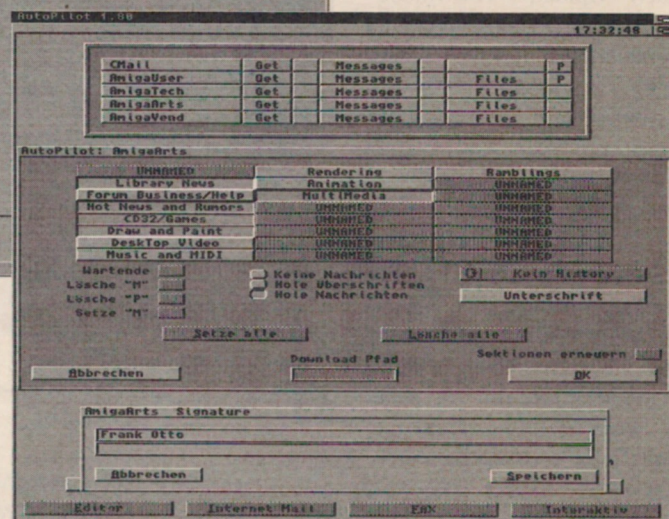 AutoPilot 1.90
17:32:48
CMail Get Messages P
AmigaUser Get Messages Files P
AmigaTech Get Messages Files
AmigaArts Get Messages Files
AmigaVend Get Messages Files
AutoPilot: AmigaArts
UNNAMED Rendering Ramblings
Library News Animation UNNAMED
Forum Business/Help MultiMedia UNNAMED
Hot News and Rumors UNNAMED UNNAMED
CD32/Games UNNAMED UNNAMED
Draw and Paint UNNAMED UNNAMED
DeskTop Video UNNAMED UNNAMED
Music and MIDI UNNAMED UNNAMED
Wartende
Lösche "M"
Lösche "P"
Setze "M"
Keine Nachrichten
Hole Überschriften
Hole Nachrichten
Kein History
Unterschrift
Setze alle Lösche alle
Download Pfad
Sektionen erneuern
Abbrechen OK
AmigaArts Signature
Frank Otto
Abbrechen Speichern
Editor Internet Mail FAX Interaktiv